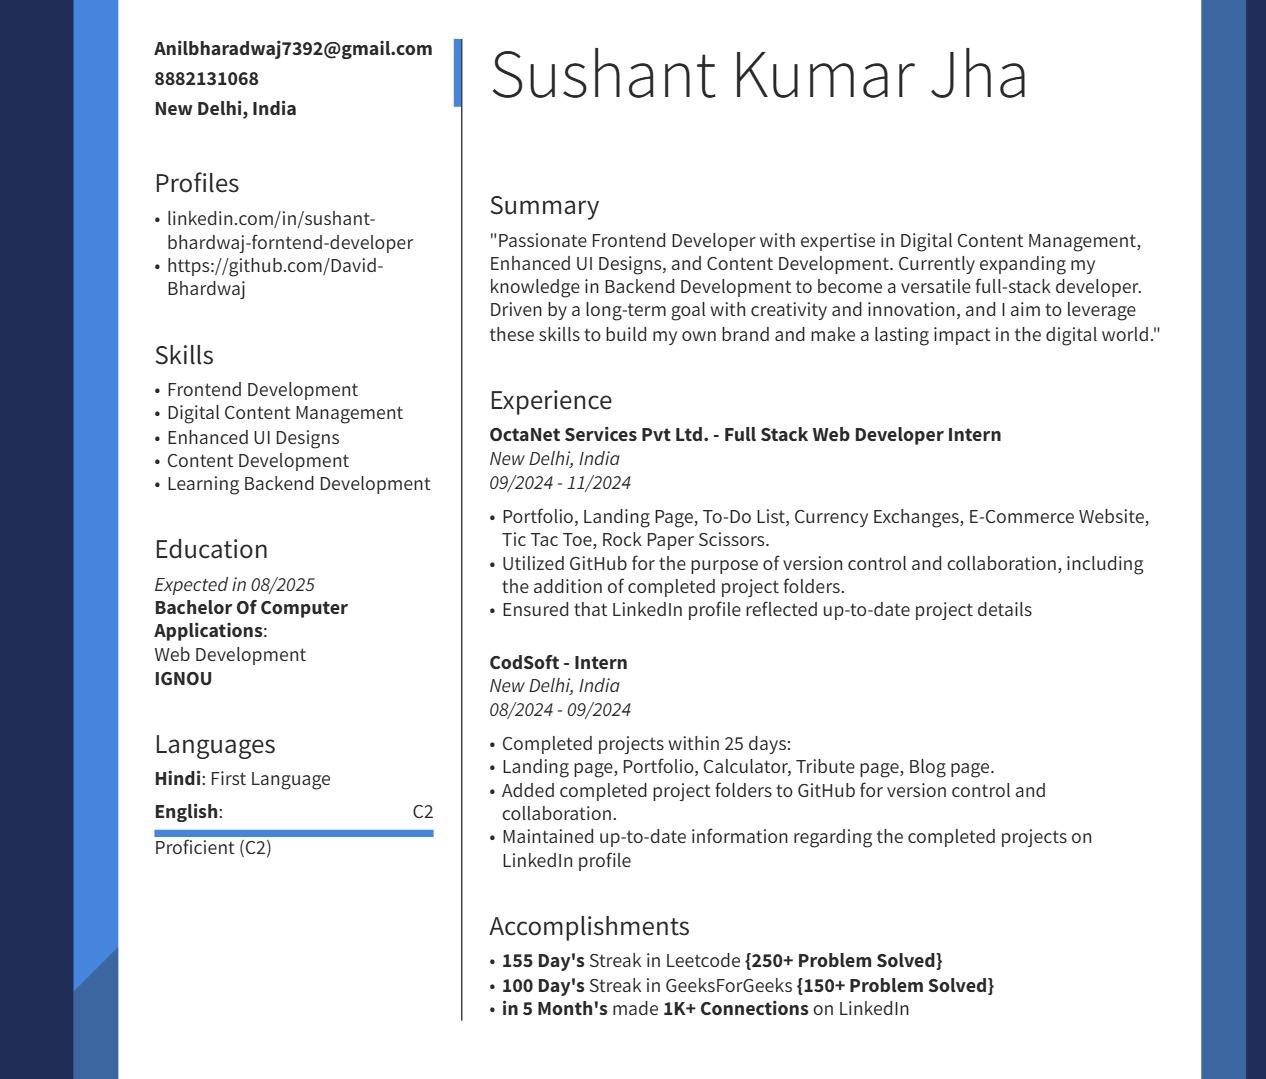 Anilbharadwaj7392@gmail.com
8882131068
New Delhi, India
Profiles
• linkedin.com/in/sushant-
bhardwaj-forntend-developer
• https://github.com/David-
Bhardwaj
Skills
• Frontend Development
• Digital Content Management
• Enhanced UI Designs
• Content Development
• Learning Backend Development
Education
Expected in 08/2025
Bachelor Of Computer
Applications:
Web Development
IGNOU
Languages
Hindi: First Language
English: C2
Proficient (C2)
Sushant Kumar Jha
Summary
"Passionate Frontend Developer with expertise in Digital Content Management,
Enhanced UI Designs, and Content Development. Currently expanding my
knowledge in Backend Development to become a versatile full-stack developer.
Driven by a long-term goal with creativity and innovation, and I aim to leverage
these skills to build my own brand and make a lasting impact in the digital world."
Experience
OctaNet Services Pvt Ltd. - Full Stack Web Developer Intern
New Delhi, India
09/2024 - 11/2024
• Portfolio, Landing Page, To-Do List, Currency Exchanges, E-Commerce Website,
Tic Tac Toe, Rock Paper Scissors.
• Utilized GitHub for the purpose of version control and collaboration, including
the addition of completed project folders.
• Ensured that LinkedIn profile reflected up-to-date project details
CodSoft - Intern
New Delhi, India
08/2024 - 09/2024
• Completed projects within 25 days:
• Landing page, Portfolio, Calculator, Tribute page, Blog page.
• Added completed project folders to GitHub for version control and
collaboration.
• Maintained up-to-date information regarding the completed projects on
LinkedIn profile
Accomplishments
• 155 Day's Streak in Leetcode {250+ Problem Solved}
• 100 Day's Streak in GeeksForGeeks {150+ Problem Solved}
• in 5 Month's made 1K+ Connections on LinkedIn